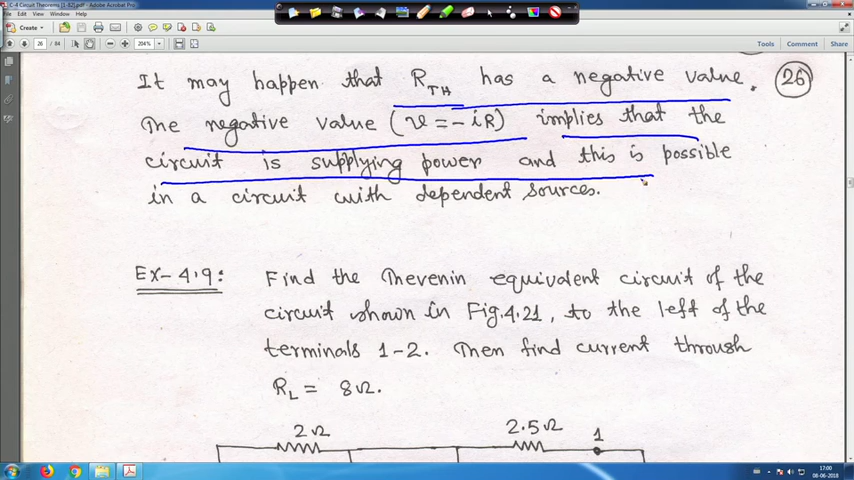 C-4 Circuit Theorems [1-82].pdf - Adobe Acrobat Pro
File Edit View Window Help
Create
26 / 84
204%
Tools Comment Share
It may happen that R_TH has a negative value. 26
The negative value (v = -iR) implies that the
circuit is supplying power and this is possible
in a circuit with dependent sources.
Ex-4.9: Find the Thevenin equivalent circuit of the
circuit shown in Fig.4.21, to the left of the
terminals 1-2. Then find current through
R_L = 8Ω.
2Ω 2.5Ω 1
17:00
08-06-2018